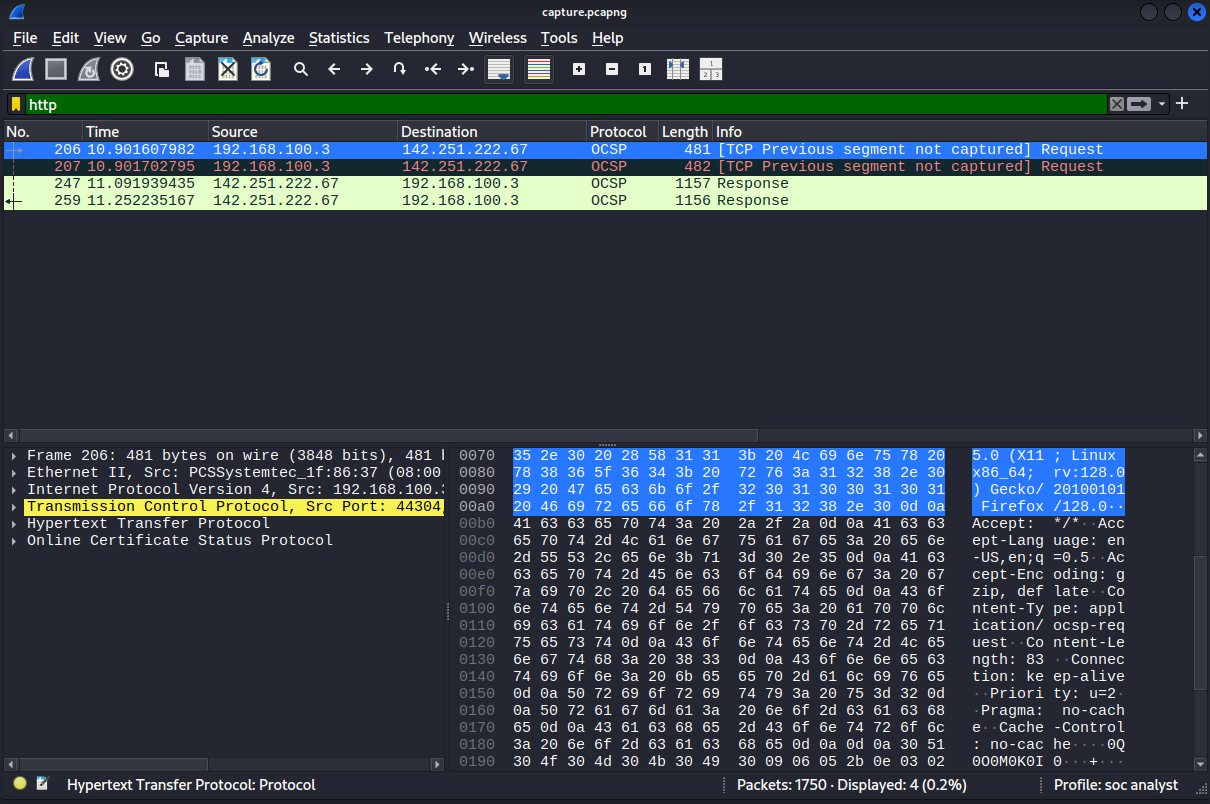 capture.pcapng
File Edit View Go Capture Analyze Statistics Telephony Wireless Tools Help
http
No. Time Source Destination Protocol Length Info
206 10.901607982 192.168.100.3 142.251.222.67 OCSP 481 [TCP Previous segment not captured] Request
207 10.901702795 192.168.100.3 142.251.222.67 OCSP 482 [TCP Previous segment not captured] Request
247 11.091939435 142.251.222.67 192.168.100.3 OCSP 1157 Response
259 11.252235167 142.251.222.67 192.168.100.3 OCSP 1156 Response
Frame 206: 481 bytes on wire (3848 bits), 481 b
Ethernet II, Src: PCSSystemtec_1f:86:37 (08:00
Internet Protocol Version 4, Src: 192.168.100.3
Transmission Control Protocol, Src Port: 44304,
Hypertext Transfer Protocol
Online Certificate Status Protocol
0070 35 2e 30 20 28 58 31 31 3b 20 4c 69 6e 75 78 20 5.0 (X11 ; Linux
0080 78 38 36 5f 36 34 3b 20 72 76 3a 31 32 38 2e 30 x86_64; rv:128.0
0090 29 20 47 65 63 6b 6f 2f 32 30 31 30 30 31 30 31 ) Gecko/ 20100101
00a0 20 46 69 72 65 66 6f 78 2f 31 32 38 2e 30 0d 0a Firefox /128.0··
00b0 41 63 63 65 70 74 3a 20 2a 2f 2a 0d 0a 41 63 63 Accept: */*··Acc
00c0 65 70 74 2d 4c 61 6e 67 75 61 67 65 3a 20 65 6e ept-Lang uage: en
00d0 2d 55 53 2c 65 6e 3b 71 3d 30 2e 35 0d 0a 41 63 -US,en;q =0.5··Ac
00e0 63 65 70 74 2d 45 6e 63 6f 64 69 6e 67 3a 20 67 cept-Enc oding: g
00f0 7a 69 70 2c 20 64 65 66 6c 61 74 65 0d 0a 43 6f zip, def late··Co
0100 6e 74 65 6e 74 2d 54 79 70 65 3a 20 61 70 70 6c ntent-Ty pe: appl
0110 69 63 61 74 69 6f 6e 2f 6f 63 73 70 2d 72 65 71 ication/ ocsp-req
0120 75 65 73 74 0d 0a 43 6f 6e 74 65 6e 74 2d 4c 65 uest··Co ntent-Le
0130 6e 67 74 68 3a 20 38 33 0d 0a 43 6f 6e 6e 65 63 ngth: 83 ··Connec
0140 74 69 6f 6e 3a 20 6b 65 65 70 2d 61 6c 69 76 65 tion: ke ep-alive
0150 0d 0a 50 72 69 6f 72 69 74 79 3a 20 75 3d 32 0d ··Priori ty: u=2·
0160 0a 50 72 61 67 6d 61 3a 20 6e 6f 2d 63 61 63 68 ·Pragma: no-cach
0170 65 0d 0a 43 61 63 68 65 2d 43 6f 6e 74 72 6f 6c e··Cache -Control
0180 3a 20 6e 6f 2d 63 61 63 68 65 0d 0a 0d 0a 30 51 : no-cac he····0Q
0190 30 4f 30 4d 30 4b 30 49 30 09 06 05 2b 0e 03 02 0O0M0K0I 0···+···
Hypertext Transfer Protocol: Protocol
Packets: 1750 · Displayed: 4 (0.2%)
Profile: soc analyst